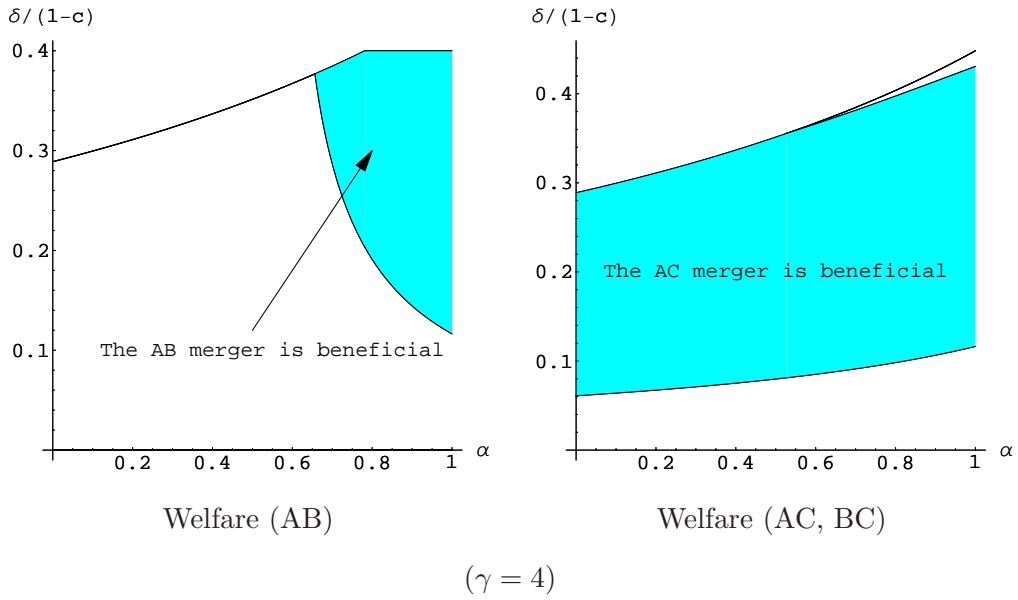 δ/(1-c)
0.4
0.3
0.2
0.1
The AB merger is beneficial
0.2 0.4 0.6 0.8 1 α
Welfare (AB)
δ/(1-c)
0.4
0.3
0.2
0.1
The AC merger is beneficial
0.2 0.4 0.6 0.8 1 α
Welfare (AC, BC)
(γ = 4)